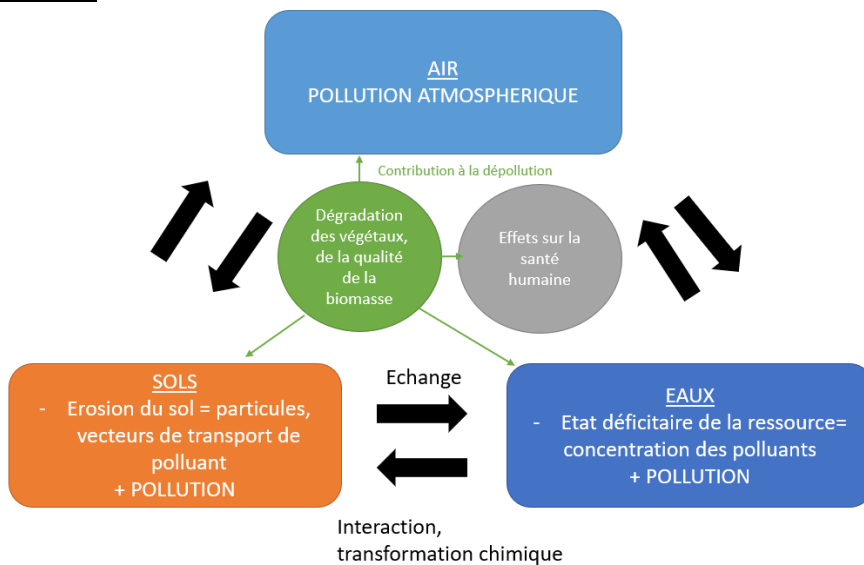 AIR
POLLUTION ATMOSPHERIQUE
Contribution à la dépollution
Dégradation
des végétaux,
de la qualité
de la
biomasse
Effets sur la
santé
humaine
SOLS
- Erosion du sol = particules,
vecteurs de transport de
polluant
+ POLLUTION
Echange
EAUX
- Etat déficitaire de la ressource=
concentration des polluants
+ POLLUTION
Interaction,
transformation chimique